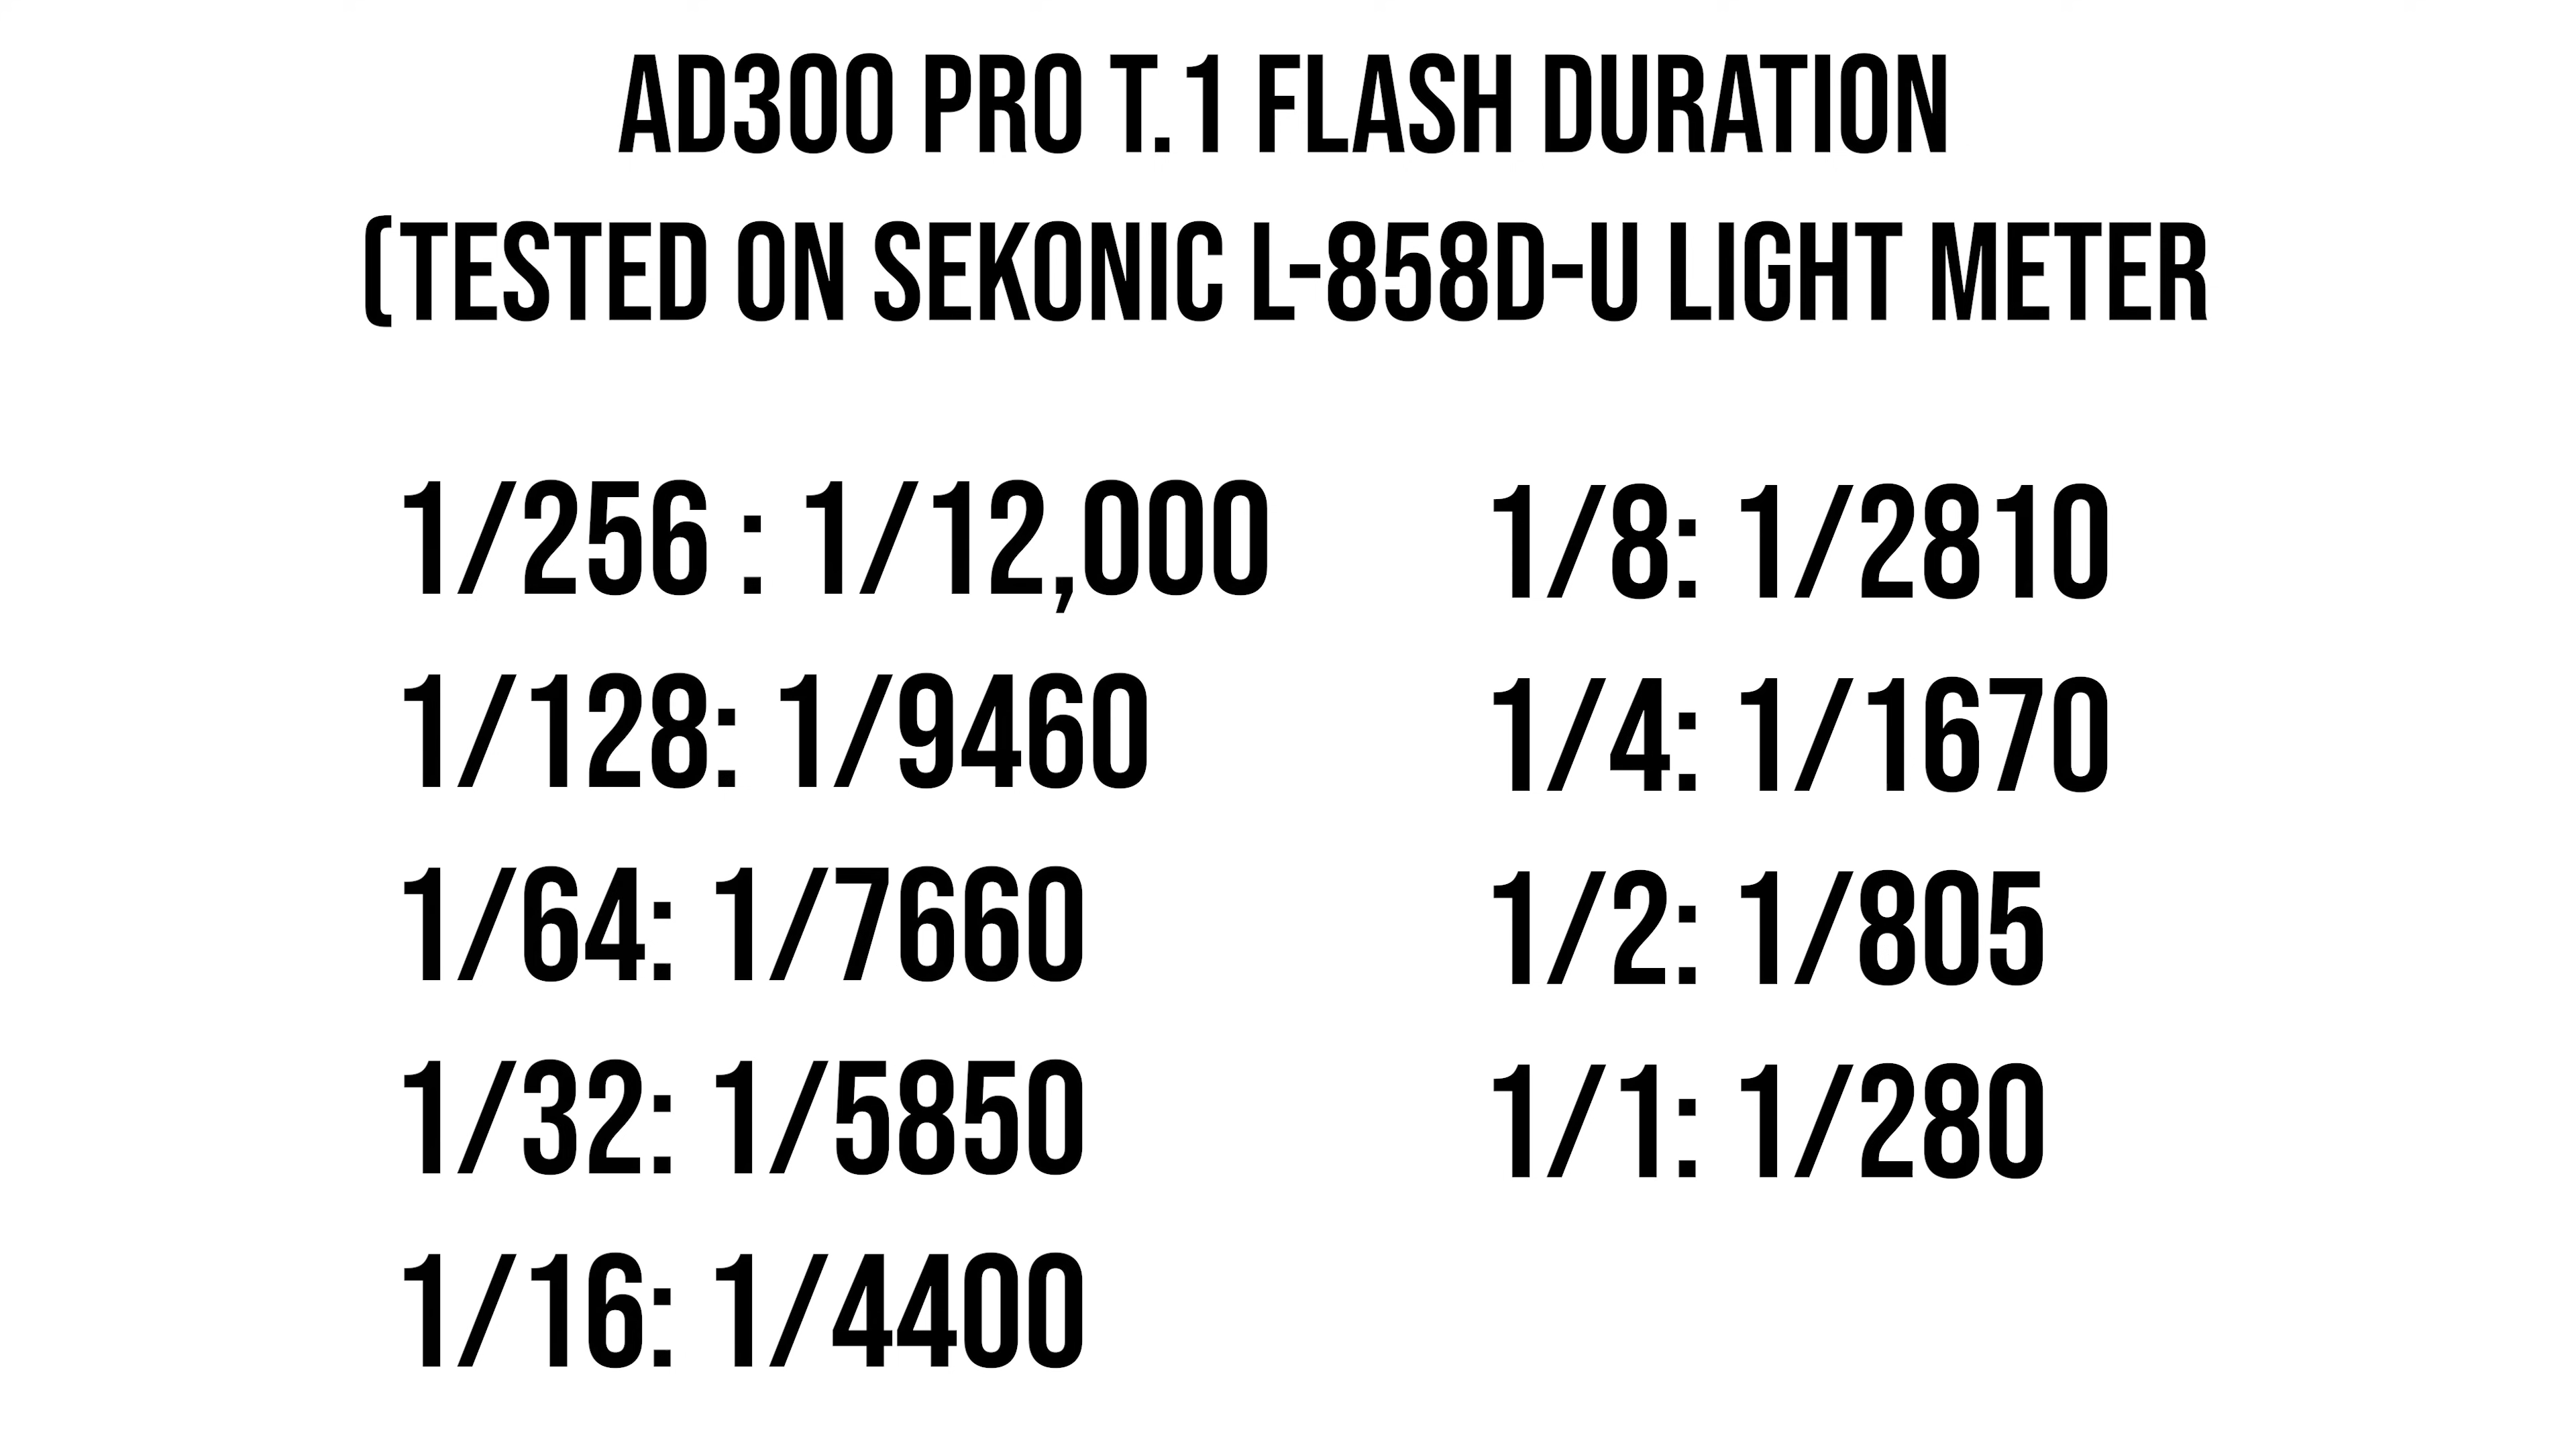 AD300 PRO T.1 FLASH DURATION
(TESTED ON SEKONIC L-858D-U LIGHT METER
1/256 : 1/12,000
1/128: 1/9460
1/64: 1/7660
1/32: 1/5850
1/16: 1/4400
1/8: 1/2810
1/4: 1/1670
1/2: 1/805
1/1: 1/280